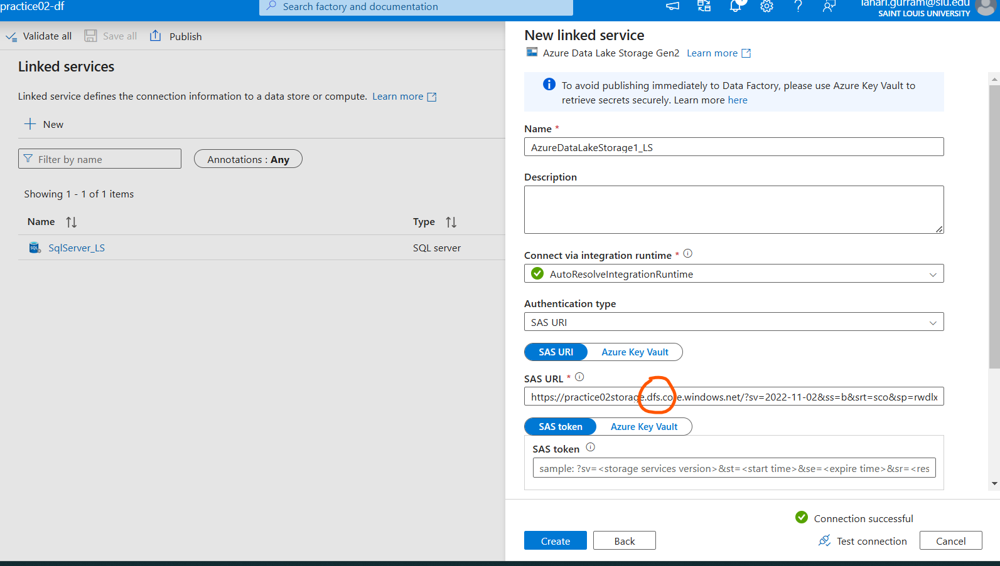 practice02-df
Search factory and documentation
lahari.gurram@slu.edu
SAINT LOUIS UNIVERSITY
Validate all
Save all
Publish
Linked services
Linked service defines the connection information to a data store or compute. Learn more
New
Filter by name
Annotations : Any
Showing 1 - 1 of 1 items
Name
Type
SQL
SqlServer_LS
SQL server
New linked service
Azure Data Lake Storage Gen2 Learn more
To avoid publishing immediately to Data Factory, please use Azure Key Vault to
retrieve secrets securely. Learn more here
Name *
AzureDataLakeStorage1_LS
Description
Connect via integration runtime *
AutoResolveIntegrationRuntime
Authentication type
SAS URI
SAS URI
Azure Key Vault
SAS URL *
https://practice02storage.dfs.core.windows.net/?sv=2022-11-02&ss=b&srt=sco&sp=rwdlx
SAS token
Azure Key Vault
SAS token
sample: ?sv=<storage services version>&st=<start time>&se=<expire time>&sr=<res
Connection successful
Create
Back
Test connection
Cancel